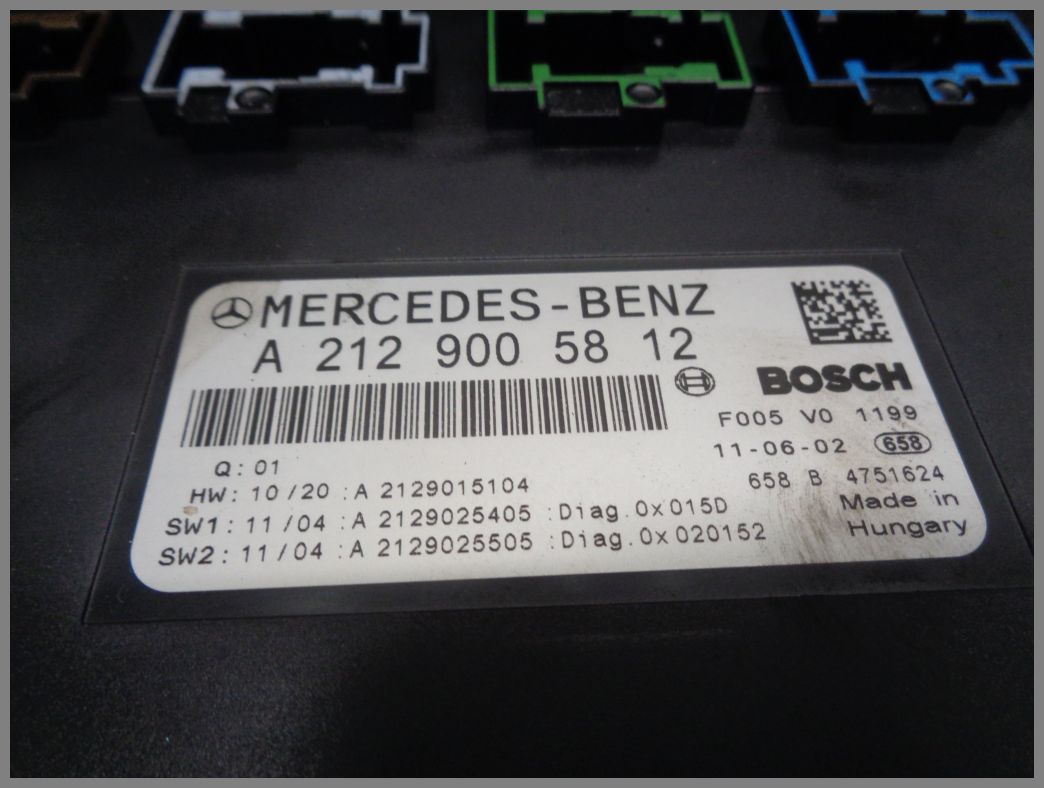 MERCEDES-BENZ
A 212 900 58 12
BOSCH
F005 V0 1199
11-06-02 658
Q: 01
658 B 4751624
HW: 10/20 :A 2129015104
Made in
SW1: 11/04 :A 2129025405 :Diag.0x015D
Hungary
SW2: 11/04 :A 2129025505 :Diag.0x020152